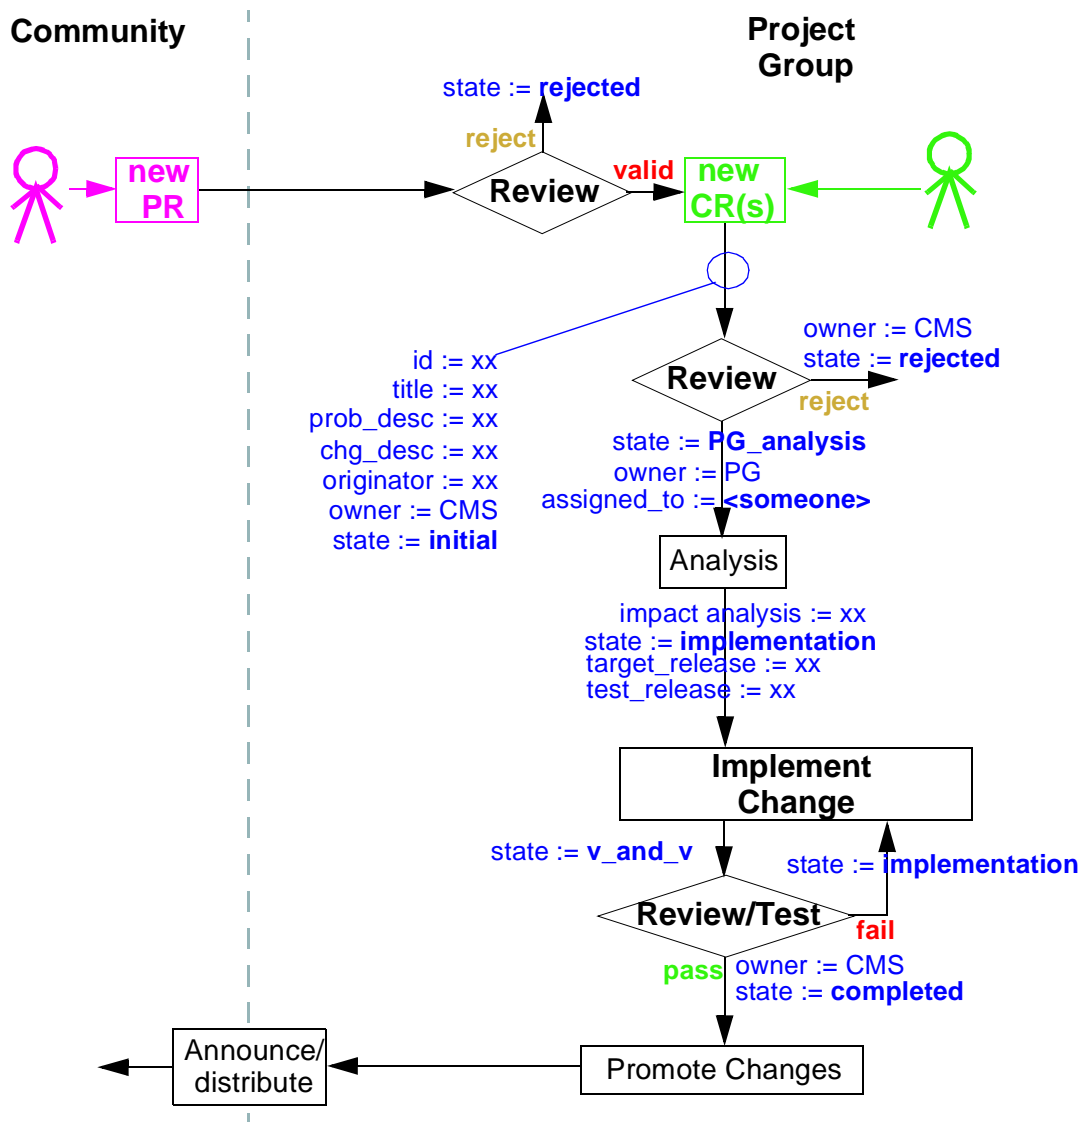 Community
Project
Group
state := rejected
reject
new
PR
Review
valid
new
CR(s)
id := xx
title := xx
prob_desc := xx
chg_desc := xx
originator := xx
owner := CMS
state := initial
owner := CMS
state := rejected
Review
reject
state := PG_analysis
owner := PG
assigned_to := <someone>
Analysis
impact analysis := xx
state := implementation
target_release := xx
test_release := xx
Implement
Change
state := v_and_v
state := implementation
Review/Test
fail
pass
owner := CMS
state := completed
Announce/
distribute
Promote Changes